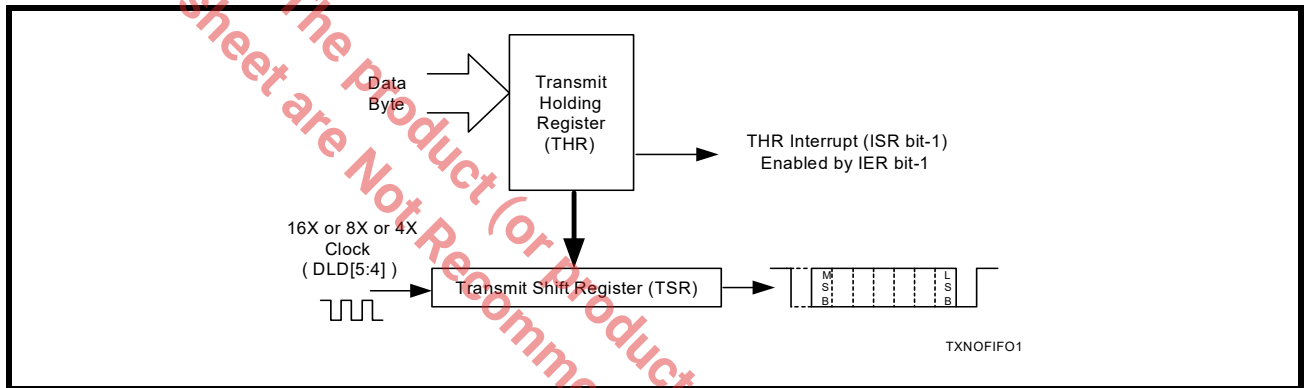 The product (or product
sheet are Not Recomme
Data
Byte
Transmit
Holding
Register
(THR)
THR Interrupt (ISR bit-1)
Enabled by IER bit-1
16X or 8X or 4X
Clock
( DLD[5:4] )
Transmit Shift Register (TSR)
M
S
B
L
S
B
TXNOFIFO1